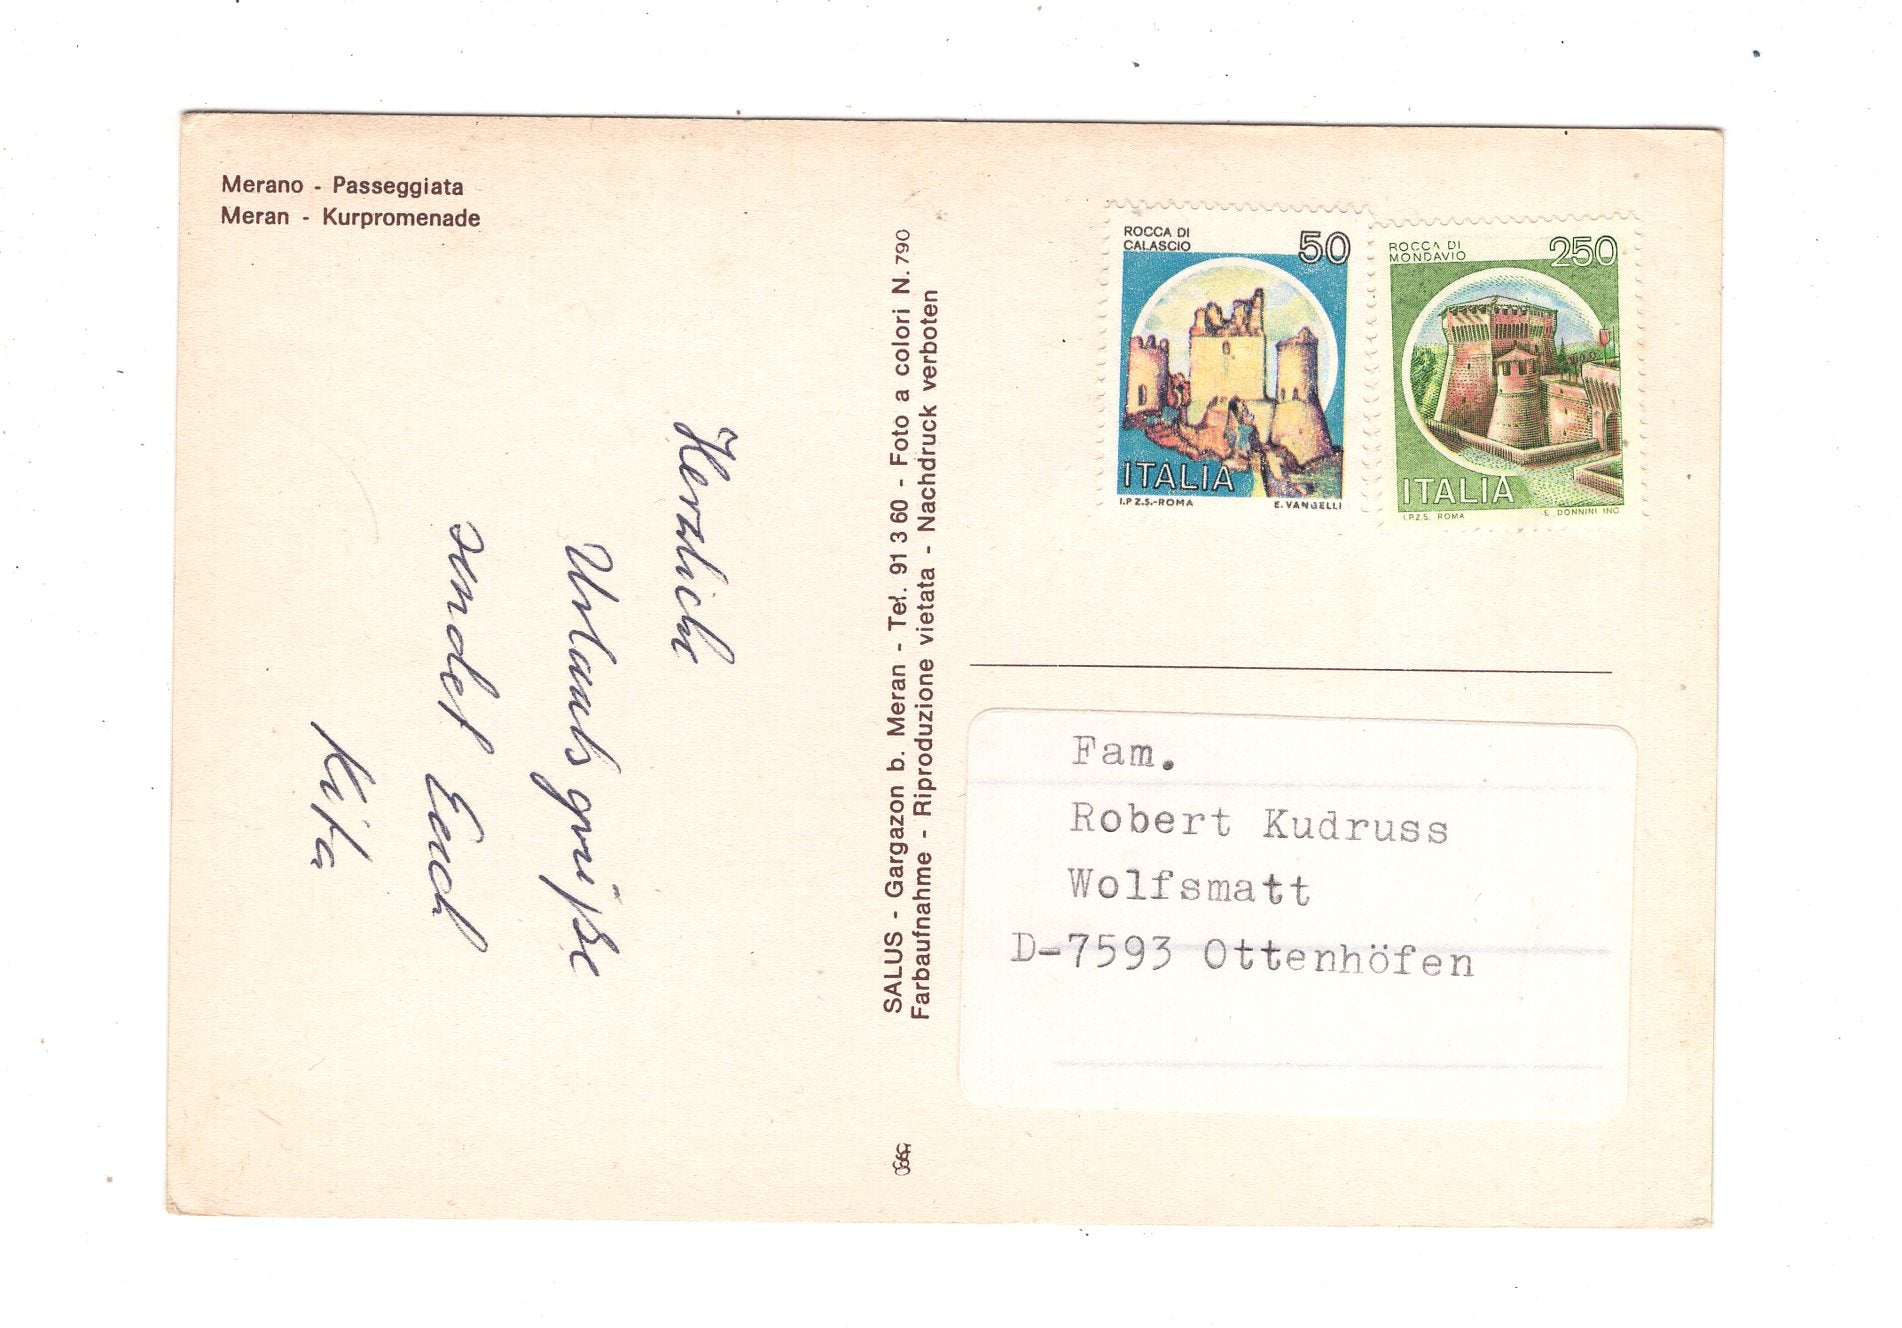 Merano - Passeggiata
Meran - Kurpromenade
Herzliche
Urlaubsgrüße
sendet Euch
Rita
SALUS - Gargazon b. Meran - Tel. 91 3 60 - Foto a colori N. 790
Farbaufnahme - Riproduzione vietata - Nachdruck verboten
ROCCA DI
CALASCIO
50
ITALIA
I.P.Z.S.-ROMA
E. VANGELLI
ROCCA DI
MONDAVIO
250
ITALIA
I.P.Z.S. ROMA
E. DONNINI INC.
Fam.
Robert Kudruss
Wolfsmatt
D-7593 Ottenhöfen